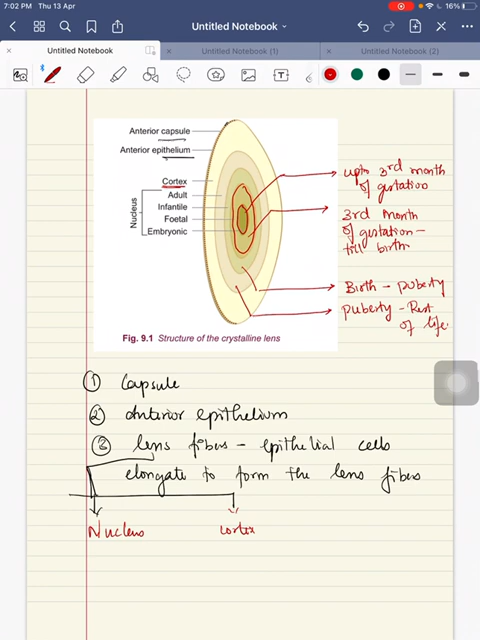 7:02 PM Thu 13 Apr
16%
Untitled Notebook
Untitled Notebook
Untitled Notebook (1)
Untitled Notebook (2)
Anterior capsule
Anterior epithelium
Cortex
Adult
Infantile
Foetal
Embryonic
Nucleus
upto 3rd month
of gestation
3rd Month
of gestation –
till birth
Birth – puberty
puberty – Rest
of life.
Fig. 9.1 Structure of the crystalline lens
① Capsule
② Anterior epithelium
③ lens fibers – epithelial cells
elongate to form the lens fibers
Nucleus
cortex